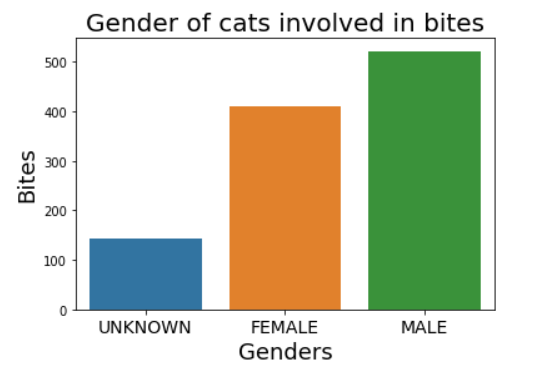 Gender of cats involved in bites
500
400
300
200
100
0
Bites
UNKNOWN FEMALE MALE
Genders